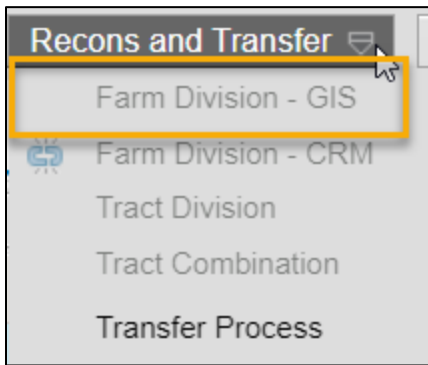 Recons and Transfer
Farm Division - GIS
Farm Division - CRM
Tract Division
Tract Combination
Transfer Process